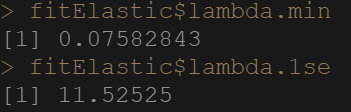 > fitElastic$lambda.min
[1] 0.07582843
> fitElastic$lambda.1se
[1] 11.52525